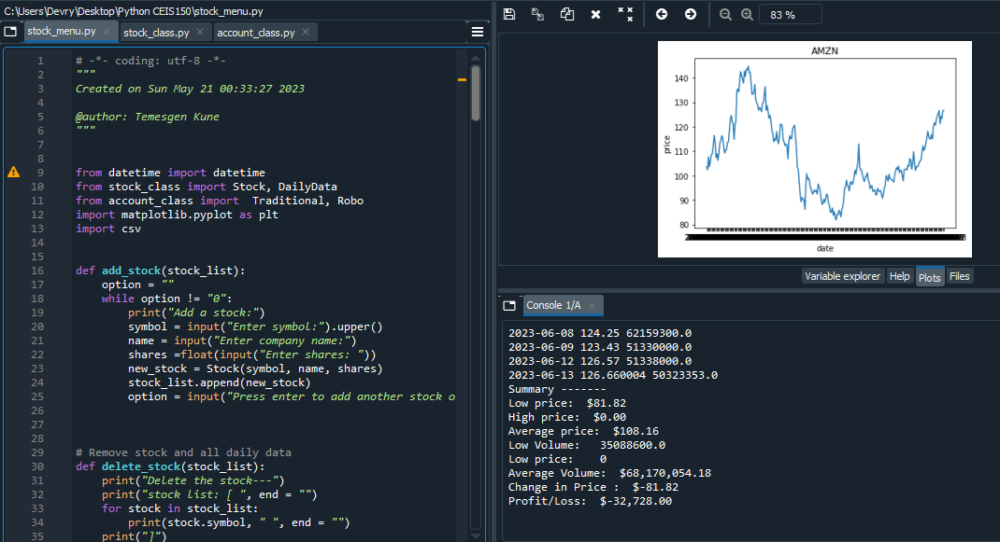 C:\Users\Devry\Desktop\Python CEIS150\stock_menu.py
stock_menu.py
stock_class.py
account_class.py
1 # -*- coding: utf-8 -*-
2 """
3 Created on Sun May 21 00:33:27 2023
4
5 @author: Temesgen Kune
6 """
7
8
9 from datetime import datetime
10 from stock_class import Stock, DailyData
11 from account_class import  Traditional, Robo
12 import matplotlib.pyplot as plt
13 import csv
14
15
16 def add_stock(stock_list):
17     option = ""
18     while option != "0":
19         print("Add a stock:")
20         symbol = input("Enter symbol:").upper()
21         name = input("Enter company name:")
22         shares =float(input("Enter shares: "))
23         new_stock = Stock(symbol, name, shares)
24         stock_list.append(new_stock)
25         option = input("Press enter to add another stock o
26
27
28
29 # Remove stock and all daily data
30 def delete_stock(stock_list):
31     print("Delete the stock---")
32     print("stock list: [ ", end = "")
33     for stock in stock_list:
34         print(stock.symbol, " ", end = "")
35     print("]")
83 %
AMZN
price
140
130
120
110
100
90
80
date
Variable explorer
Help
Plots
Files
Console 1/A
2023-06-08 124.25 62159300.0
2023-06-09 123.43 51330000.0
2023-06-12 126.57 51338000.0
2023-06-13 126.660004 50323353.0
Summary -------
Low price:  $81.82
High price:  $0.00
Average price:  $108.16
Low Volume:   35088600.0
Low price:    0
Average Volume:  $68,170,054.18
Change in Price :  $-81.82
Profit/Loss:  $-32,728.00